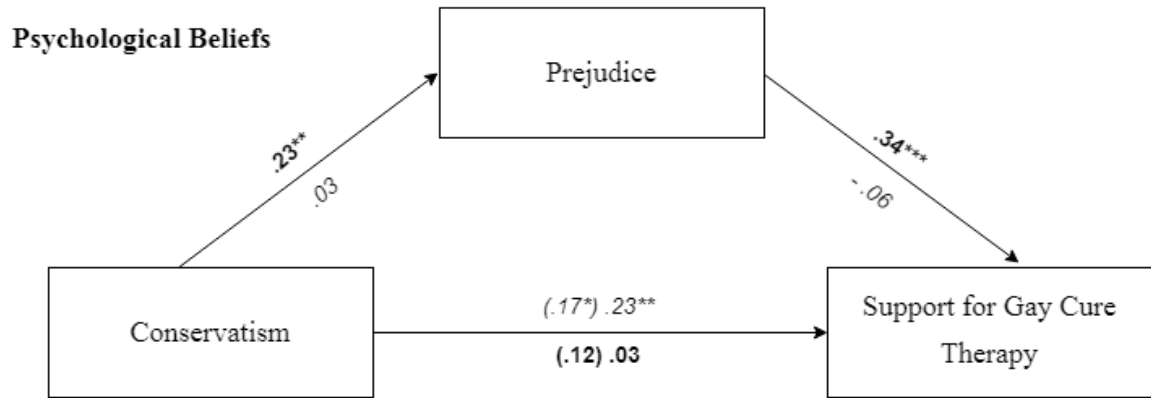 Psychological Beliefs
Prejudice
.23**
.03
.34***
- .06
Conservatism
(.17*) .23**
(.12) .03
Support for Gay Cure
Therapy